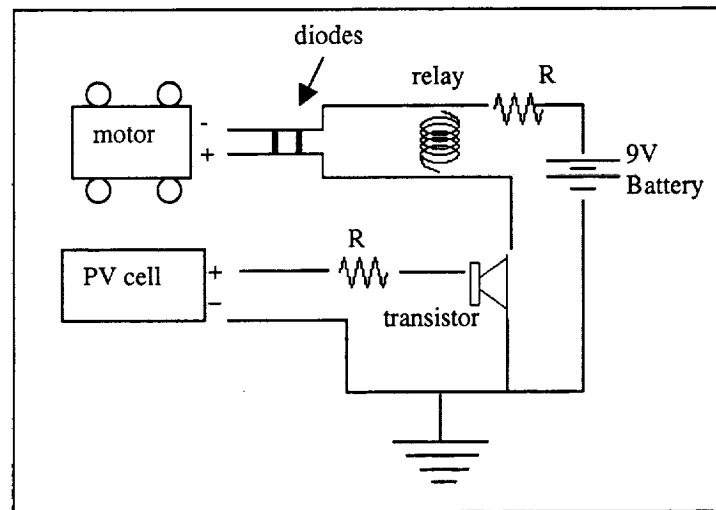 diodes
relay
R
motor
-
+
9V
Battery
R
PV cell
+
−
transistor